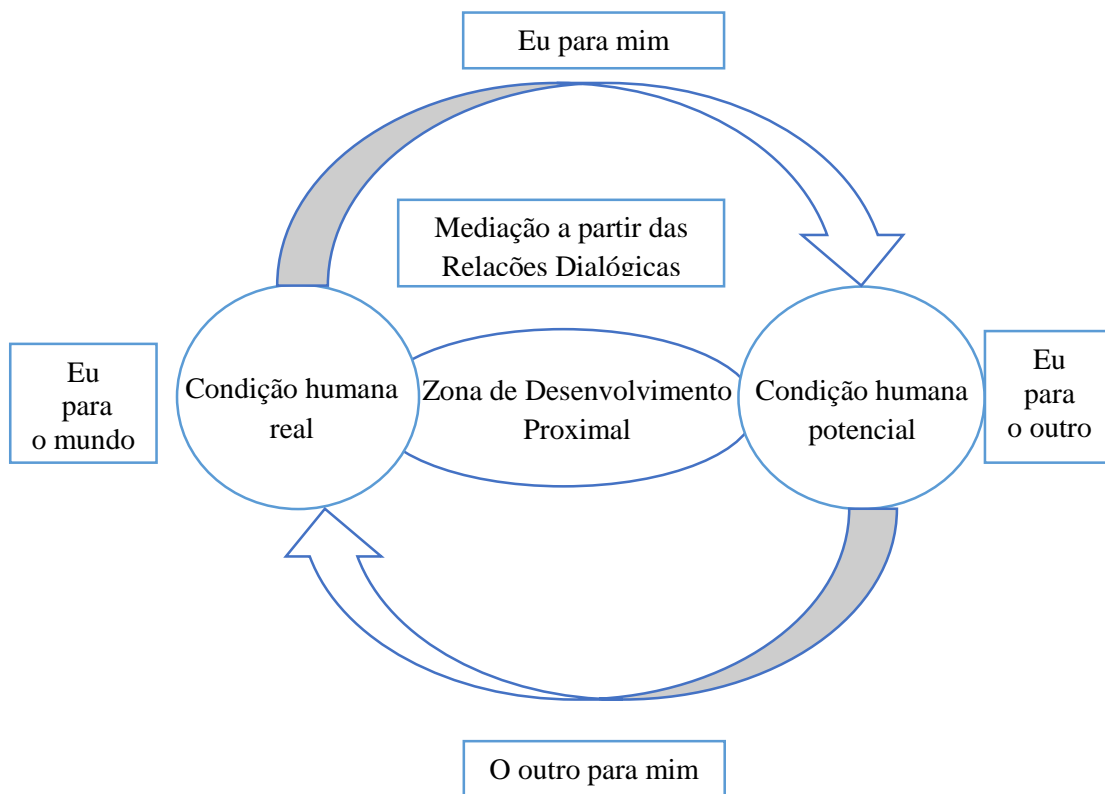 Eu para mim
Mediação a partir das
Relações Dialógicas
Eu
para
o mundo
Condição humana
real
Zona de Desenvolvimento
Proximal
Condição humana
potencial
Eu
para
o outro
O outro para mim